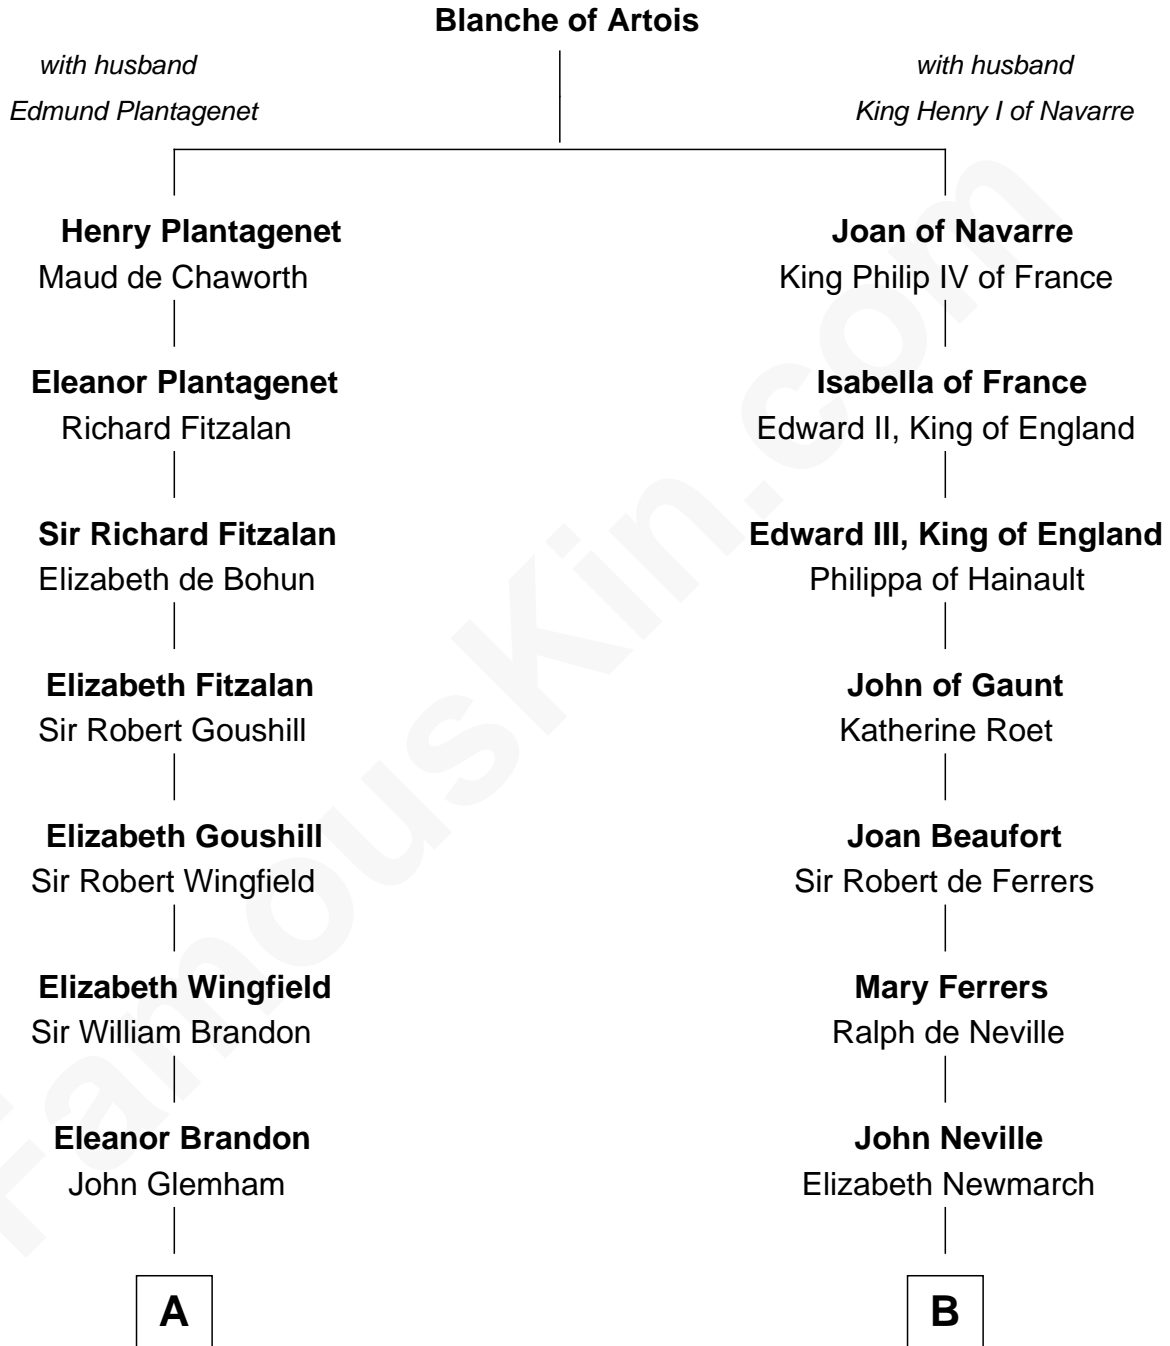 Blanche of Artois
with husband
Edmund Plantagenet
with husband
King Henry I of Navarre
Henry Plantagenet
Maud de Chaworth
Joan of Navarre
King Philip IV of France
Eleanor Plantagenet
Richard Fitzalan
Isabella of France
Edward II, King of England
Sir Richard Fitzalan
Elizabeth de Bohun
Edward III, King of England
Philippa of Hainault
Elizabeth Fitzalan
Sir Robert Goushill
John of Gaunt
Katherine Roet
Elizabeth Goushill
Sir Robert Wingfield
Joan Beaufort
Sir Robert de Ferrers
Elizabeth Wingfield
Sir William Brandon
Mary Ferrers
Ralph de Neville
Eleanor Brandon
John Glemham
John Neville
Elizabeth Newmarch
A
B
FamousKin.com